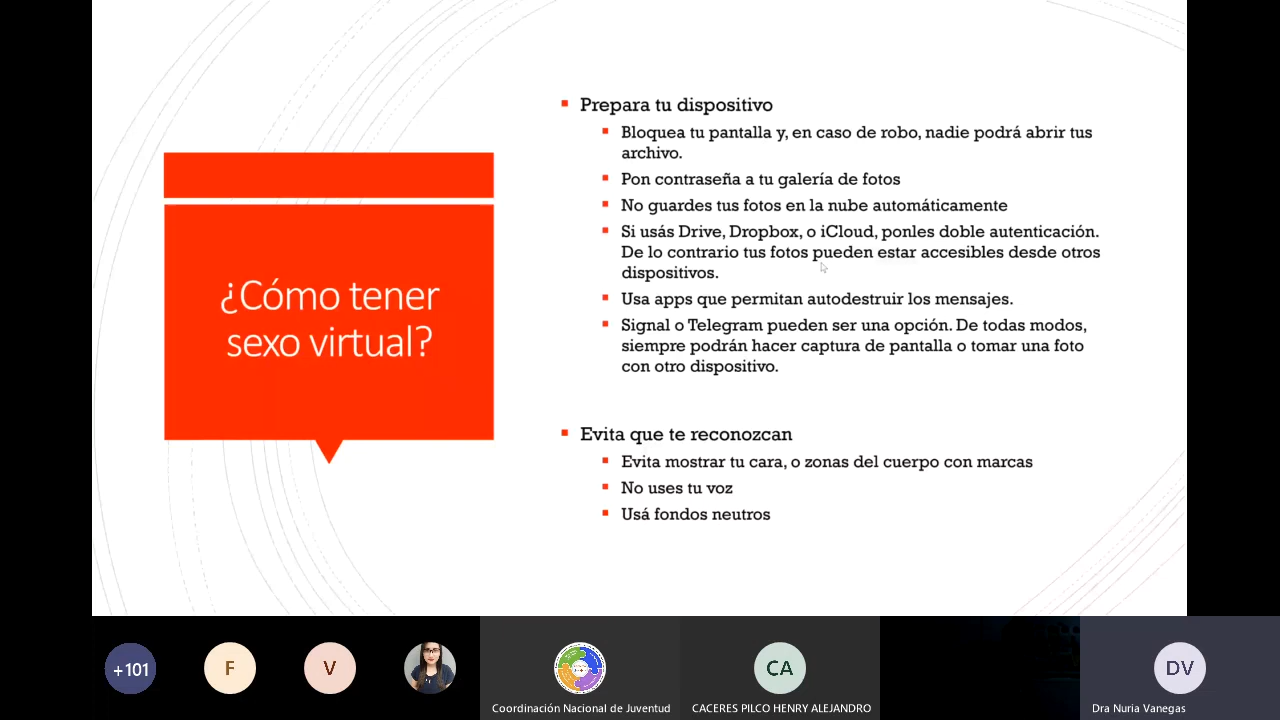 ¿Cómo tener
sexo virtual?
Prepara tu dispositivo
Bloquea tu pantalla y, en caso de robo, nadie podrá abrir tus
archivo.
Pon contraseña a tu galería de fotos
No guardes tus fotos en la nube automáticamente
Si usás Drive, Dropbox, o iCloud, ponles doble autenticación.
De lo contrario tus fotos pueden estar accesibles desde otros
dispositivos.
Usa apps que permitan autodestruir los mensajes.
Signal o Telegram pueden ser una opción. De todas modos,
siempre podrán hacer captura de pantalla o tomar una foto
con otro dispositivo.
Evita que te reconozcan
Evita mostrar tu cara, o zonas del cuerpo con marcas
No uses tu voz
Usá fondos neutros
+101
F
V
CA
DV
Coordinación Nacional de Juventud
CACERES PILCO HENRY ALEJANDRO
Dra Nuria Vanegas